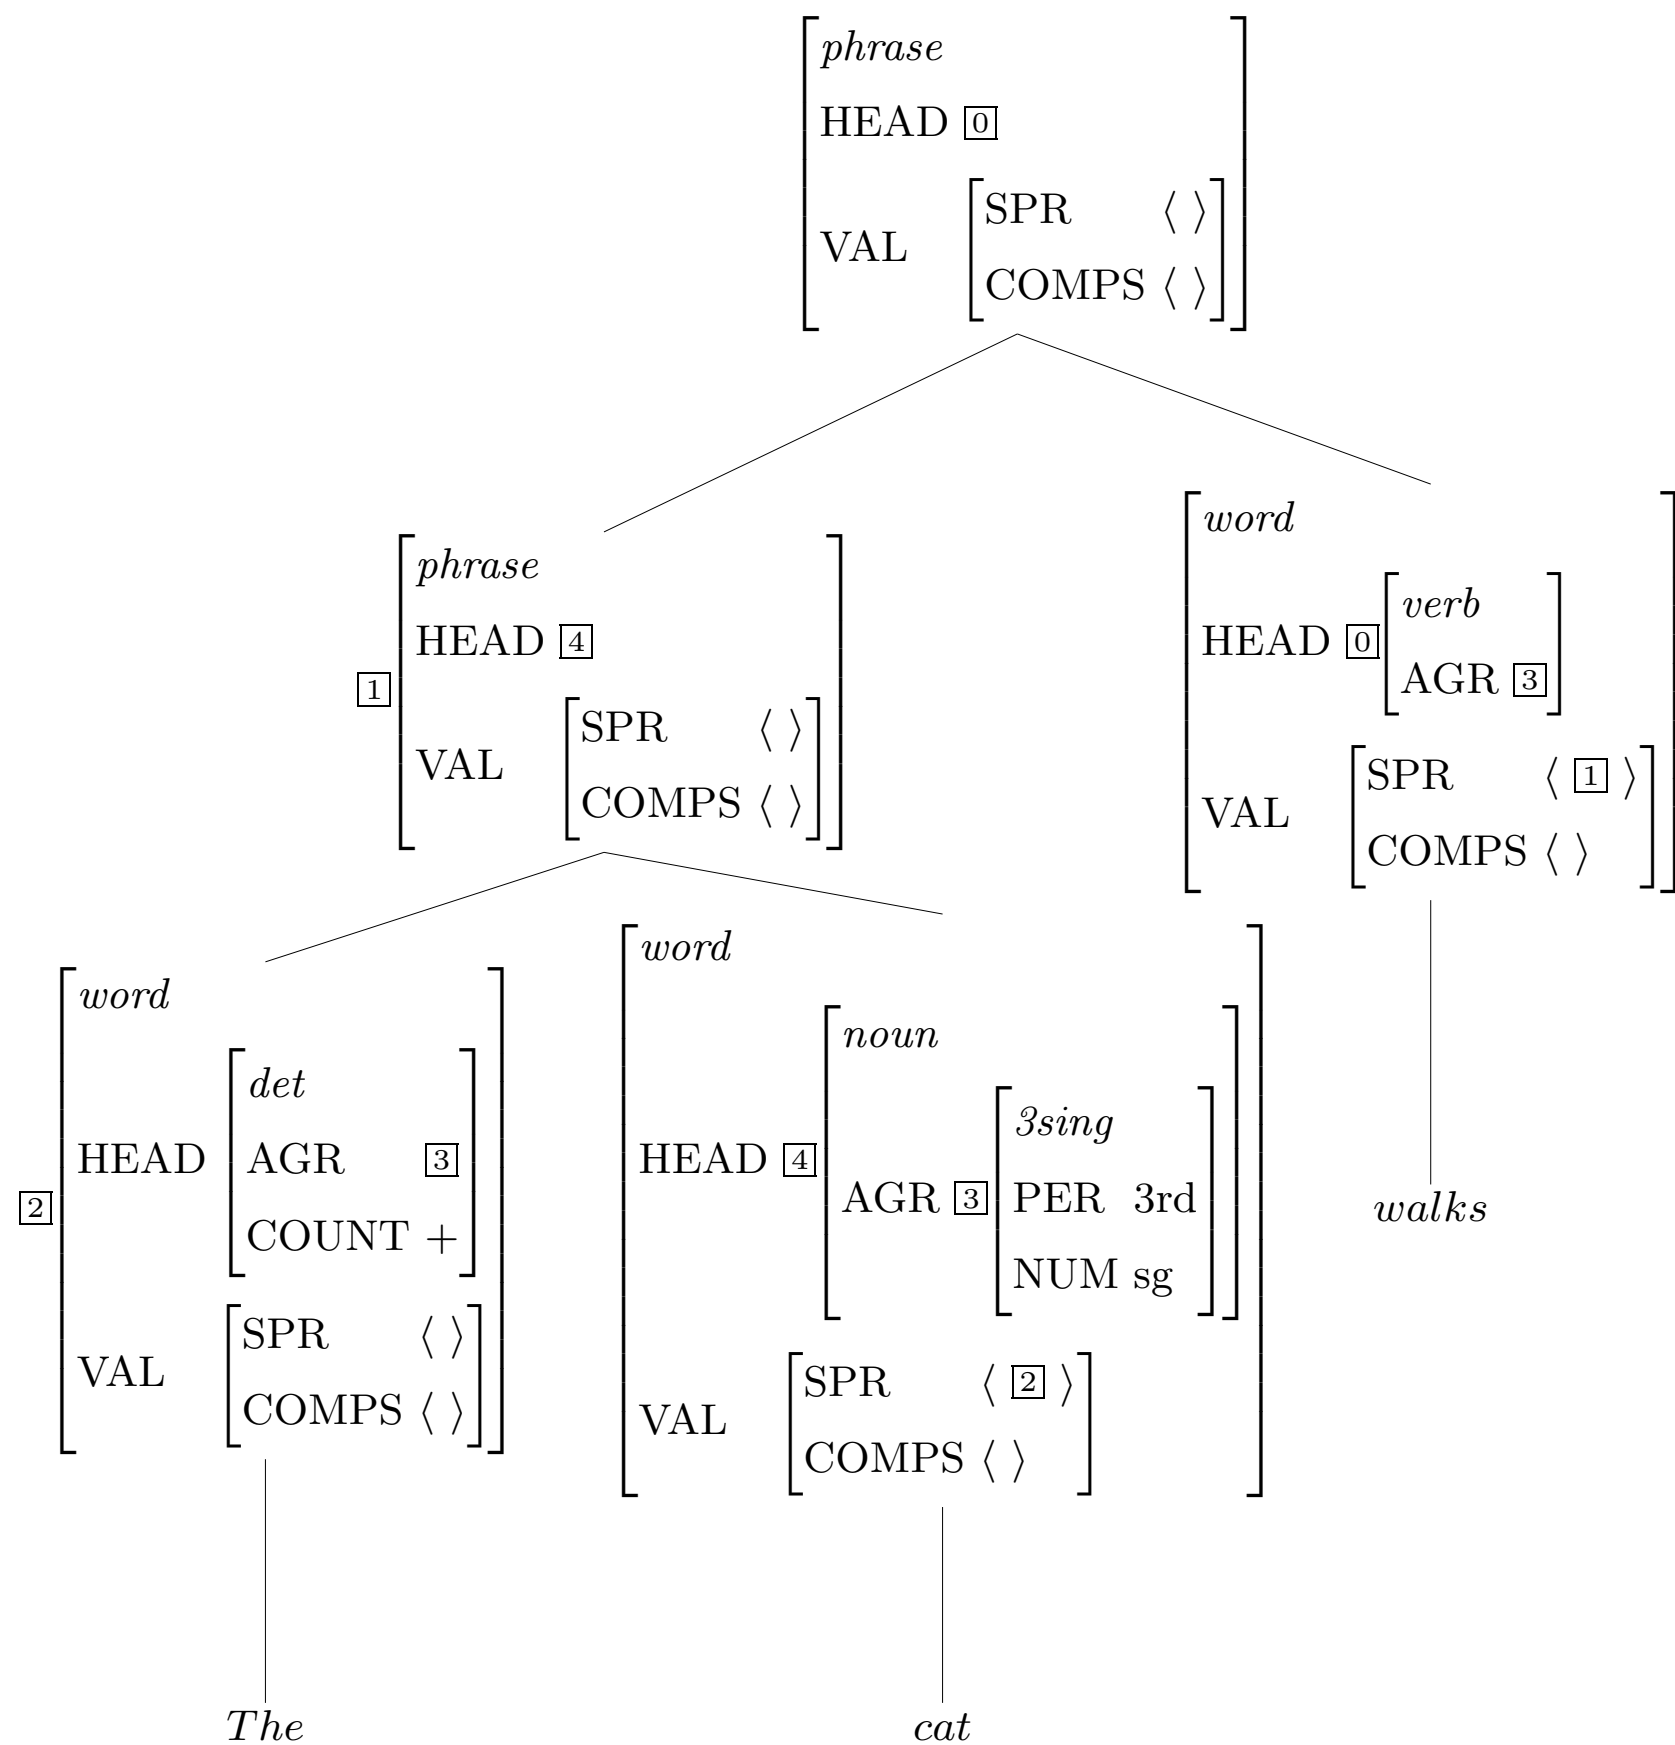 phrase
HEAD 0
VAL SPR ⟨ ⟩
COMPS ⟨ ⟩
1
phrase
HEAD 4
VAL SPR ⟨ ⟩
COMPS ⟨ ⟩
word
HEAD 0 verb
AGR 3
VAL SPR ⟨ 1 ⟩
COMPS ⟨ ⟩
walks
2
word
HEAD det
AGR 3
COUNT +
VAL SPR ⟨ ⟩
COMPS ⟨ ⟩
The
word
HEAD 4 noun
AGR 3 3sing
PER 3rd
NUM sg
VAL SPR ⟨ 2 ⟩
COMPS ⟨ ⟩
cat